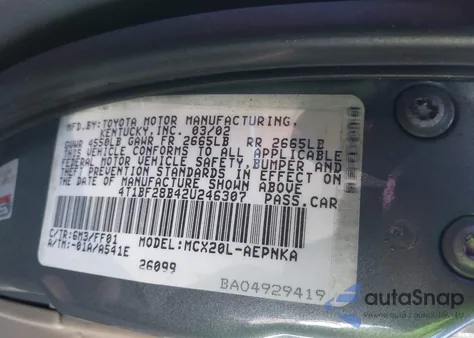 MFD.BY:TOYOTA MOTOR MANUFACTURING,
KENTUCKY,INC. 03/02
GVWR 4550LB GAWR FR 2665LB RR 2665LB
THIS VEHICLE CONFORMS TO ALL APPLICABLE
FEDERAL MOTOR VEHICLE SAFETY,BUMPER AND
THEFT PREVENTION STANDARDS IN EFFECT ON
THE DATE OF MANUFACTURE SHOWN ABOVE
4T1BF28B42U246307 PASS.CAR
C/TR:6M3/FF01 MODEL:MCX20L-AEPNKA
A/TM:-01A/A541E
26099
BA04929419
autoSnap